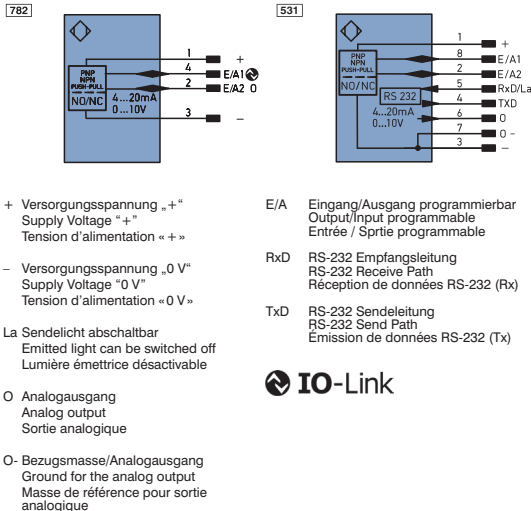 782
1 +
PNP
NPN
PUSH-PULL
NO/NC
4 E/A1
2 E/A2 O
4...20mA
0...10V
3 –
531
1 +
PNP
NPN
PUSH-PULL
NO/NC
8 E/A1
2 E/A2
5 RxD/La
RS 232
4 TXD
4...20mA
0...10V
6 O
7 O -
3 –
+ Versorgungsspannung „+“
Supply Voltage “+”
Tension d’alimentation «+»
– Versorgungsspannung „0 V“
Supply Voltage “0 V”
Tension d’alimentation «0 V»
La Sendelicht abschaltbar
Emitted light can be switched off
Lumière émettrice désactivable
O Analogausgang
Analog output
Sortie analogique
O- Bezugsmasse/Analogausgang
Ground for the analog output
Masse de référence pour sortie
analogique
E/A Eingang/Ausgang programmierbar
Output/Input programmable
Entrée / Sprtie programmable
RxD RS-232 Empfangsleitung
RS-232 Receive Path
Réception de données RS-232 (Rx)
TxD RS-232 Sendeleitung
RS-232 Send Path
Émission de données RS-232 (Tx)
IO-Link